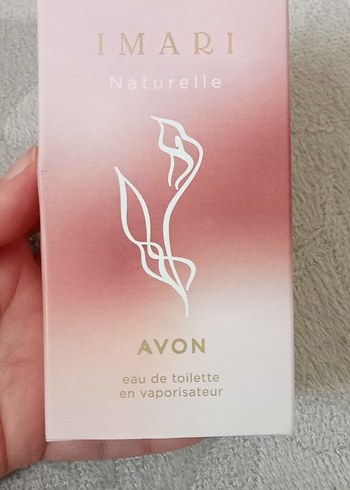 IMARI
Naturelle
AVON
eau de toilette
en vaporisateur